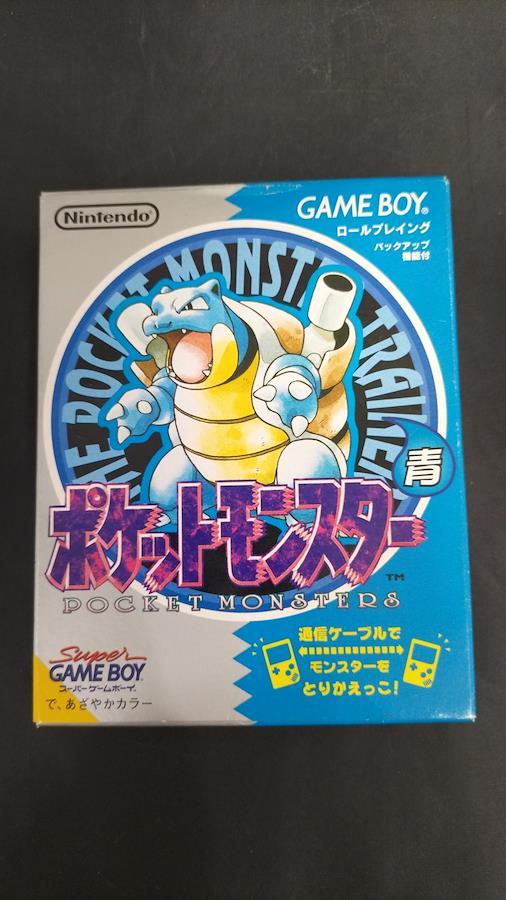 Nintendo
GAME BOY®
ロールプレイング
バックアップ
機能付
THE POCKET MONSTER TRAINER
青
ポケットモンスター
TM
POCKET MONSTERS
Super
GAME BOY
スーパーゲームボーイ
で、あざやかカラー
通信ケーブルで
モンスターを
とりかえっこ!